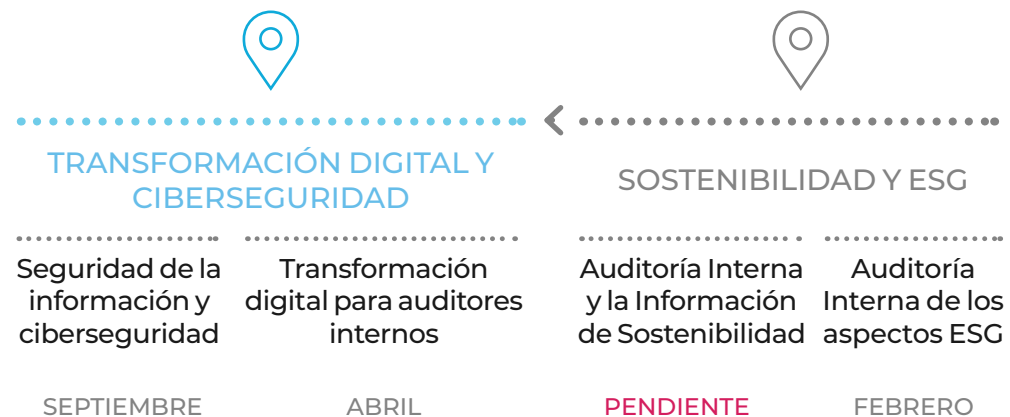 TRANSFORMACIÓN DIGITAL Y
CIBERSEGURIDAD
SOSTENIBILIDAD Y ESG
Seguridad de la
información y
ciberseguridad
Transformación
digital para auditores
internos
Auditoría Interna
y la Información
de Sostenibilidad
Auditoría
Interna de los
aspectos ESG
SEPTIEMBRE
ABRIL
PENDIENTE
FEBRERO